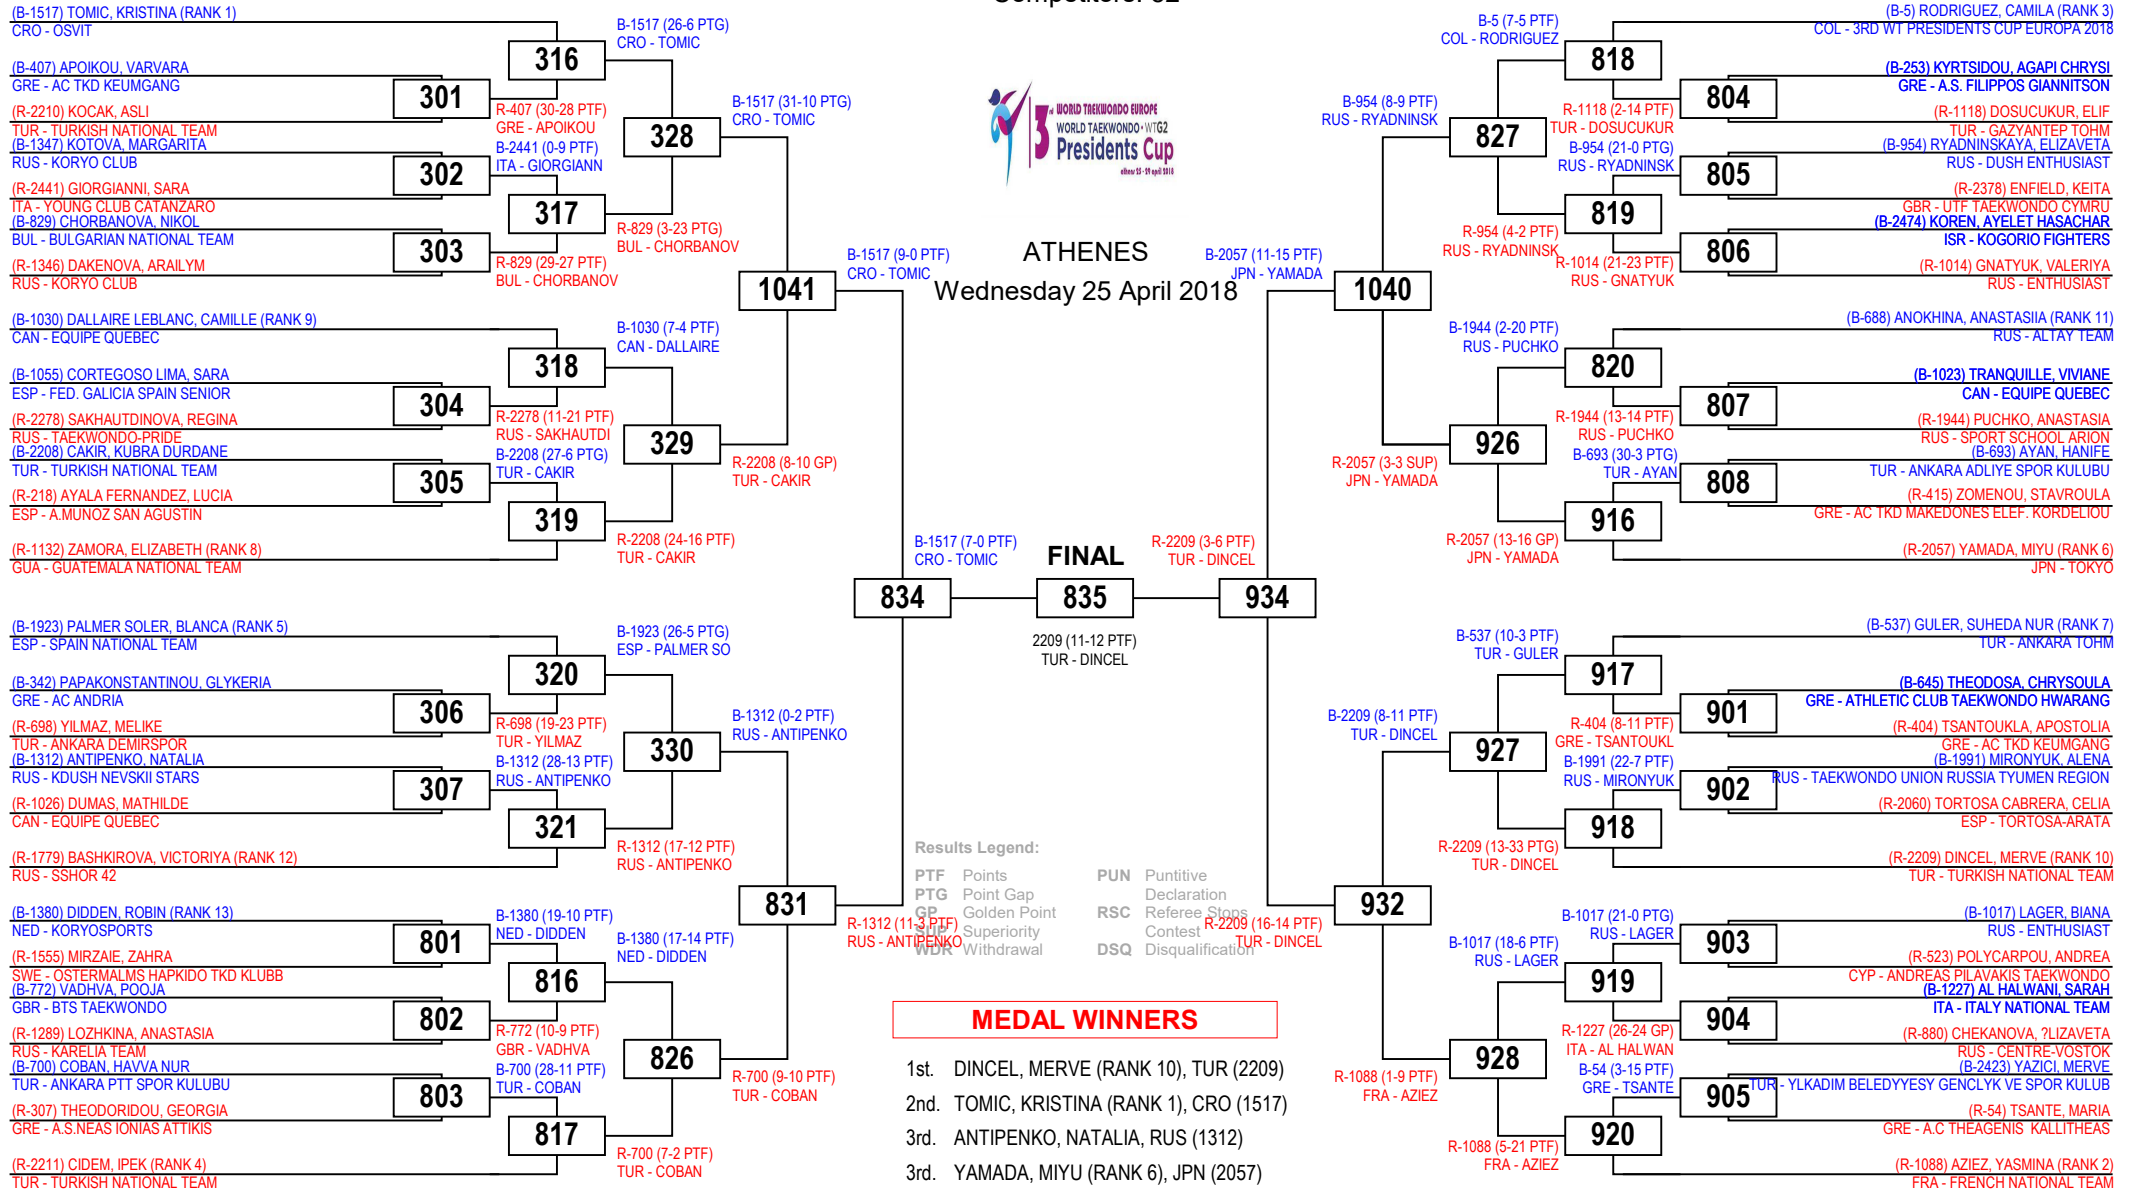 (B-1517) TOMIC, KRISTINA (RANK 1)
CRO - OSVIT
(B-407) APOIKOU, VARVARA
GRE - AC TKD KEUMGANG
(R-2210) KOCAK, ASLI
TUR - TURKISH NATIONAL TEAM
(B-1347) KOTOVA, MARGARITA
RUS - KORYO CLUB
(R-2441) GIORGIANNI, SARA
ITA - YOUNG CLUB CATANZARO
(B-829) CHORBANOVA, NIKOL
BUL - BULGARIAN NATIONAL TEAM
(R-1346) DAKENOVA, ARAILYM
RUS - KORYO CLUB
(B-1030) DALLAIRE LEBLANC, CAMILLE (RANK 9)
CAN - EQUIPE QUEBEC
(B-1055) CORTEGOSO LIMA, SARA
ESP - FED. GALICIA SPAIN SENIOR
(R-2278) SAKHAUTDINOVA, REGINA
RUS - TAEKWONDO-PRIDE
(B-2208) CAKIR, KUBRA DURDANE
TUR - TURKISH NATIONAL TEAM
(R-218) AYALA FERNANDEZ, LUCIA
ESP - A.MUNOZ SAN AGUSTIN
(R-1132) ZAMORA, ELIZABETH (RANK 8)
GUA - GUATEMALA NATIONAL TEAM
(B-1923) PALMER SOLER, BLANCA (RANK 5)
ESP - SPAIN NATIONAL TEAM
(B-342) PAPAKONSTANTINOU, GLYKERIA
GRE - AC ANDRIA
(R-698) YILMAZ, MELIKE
TUR - ANKARA DEMIRSPOR
(B-1312) ANTIPENKO, NATALIA
RUS - KDUSH NEVSKII STARS
(R-1026) DUMAS, MATHILDE
CAN - EQUIPE QUEBEC
(R-1779) BASHKIROVA, VICTORIYA (RANK 12)
RUS - SSHOR 42
(B-1380) DIDDEN, ROBIN (RANK 13)
NED - KORYOSPORTS
(R-1555) MIRZAIE, ZAHRA
SWE - OSTERMALMS HAPKIDO TKD KLUBB
(B-772) VADHVA, POOJA
GBR - BTS TAEKWONDO
(R-1289) LOZHKINA, ANASTASIA
RUS - KARELIA TEAM
(B-700) COBAN, HAVVA NUR
TUR - ANKARA PTT SPOR KULUBU
(R-307) THEODORIDOU, GEORGIA
GRE - A.S.NEAS IONIAS ATTIKIS
(R-2211) CIDEM, IPEK (RANK 4)
TUR - TURKISH NATIONAL TEAM
301
302
303
304
305
306
307
801
802
803
R-407 (30-28 PTF)
GRE - APOIKOU
B-2441 (0-9 PTF)
ITA - GIORGIANN
R-829 (29-27 PTF)
BUL - CHORBANOV
R-2278 (11-21 PTF)
RUS - SAKHAUTDI
B-2208 (27-6 PTG)
TUR - CAKIR
R-698 (19-23 PTF)
TUR - YILMAZ
B-1312 (28-13 PTF)
RUS - ANTIPENKO
B-1380 (19-10 PTF)
NED - DIDDEN
R-772 (10-9 PTF)
GBR - VADHVA
B-700 (28-11 PTF)
TUR - COBAN
316
317
318
319
320
321
816
817
B-1517 (26-6 PTG)
CRO - TOMIC
R-829 (3-23 PTG)
BUL - CHORBANOV
B-1030 (7-4 PTF)
CAN - DALLAIRE
R-2208 (24-16 PTF)
TUR - CAKIR
B-1923 (26-5 PTG)
ESP - PALMER SO
R-1312 (17-12 PTF)
RUS - ANTIPENKO
B-1380 (17-14 PTF)
NED - DIDDEN
R-700 (7-2 PTF)
TUR - COBAN
328
329
330
826
B-1517 (31-10 PTG)
CRO - TOMIC
R-2208 (8-10 GP)
TUR - CAKIR
B-1312 (0-2 PTF)
RUS - ANTIPENKO
R-700 (9-10 PTF)
TUR - COBAN
1041
831
B-1517 (9-0 PTF)
CRO - TOMIC
R-1312 (11-3 PTF)
RUS - ANTIPENKO
834
B-1517 (7-0 PTF)
CRO - TOMIC
3rd WORLD TAEKWONDO EUROPE
WORLD TAEKWONDO • WTG2
Presidents Cup
athens 25 - 29 april 2018
ATHENES
Wednesday 25 April 2018
FINAL
835
2209 (11-12 PTF)
TUR - DINCEL
R-2209 (3-6 PTF)
TUR - DINCEL
934
B-2057 (11-15 PTF)
JPN - YAMADA
R-2209 (16-14 PTF)
TUR - DINCEL
1040
932
B-954 (8-9 PTF)
RUS - RYADNINSK
R-2057 (3-3 SUP)
JPN - YAMADA
B-2209 (8-11 PTF)
TUR - DINCEL
R-1088 (1-9 PTF)
FRA - AZIEZ
827
926
927
928
B-5 (7-5 PTF)
COL - RODRIGUEZ
R-954 (4-2 PTF)
RUS - RYADNINSK
B-1944 (2-20 PTF)
RUS - PUCHKO
R-2057 (13-16 GP)
JPN - YAMADA
B-537 (10-3 PTF)
TUR - GULER
R-2209 (13-33 PTG)
TUR - DINCEL
B-1017 (18-6 PTF)
RUS - LAGER
R-1088 (5-21 PTF)
FRA - AZIEZ
818
819
820
916
917
918
919
920
R-1118 (2-14 PTF)
TUR - DOSUCUKUR
B-954 (21-0 PTG)
RUS - RYADNINSK
R-1014 (21-23 PTF)
RUS - GNATYUK
R-1944 (13-14 PTF)
RUS - PUCHKO
B-693 (30-3 PTG)
TUR - AYAN
R-404 (8-11 PTF)
GRE - TSANTOUKL
B-1991 (22-7 PTF)
RUS - MIRONYUK
B-1017 (21-0 PTG)
RUS - LAGER
R-1227 (26-24 GP)
ITA - AL HALWAN
B-54 (3-15 PTF)
GRE - TSANTE
804
805
806
807
808
901
902
903
904
905
(B-5) RODRIGUEZ, CAMILA (RANK 3)
COL - 3RD WT PRESIDENTS CUP EUROPA 2018
(B-253) KYRTSIDOU, AGAPI CHRYSI
GRE - A.S. FILIPPOS GIANNITSON
(R-1118) DOSUCUKUR, ELIF
TUR - GAZYANTEP TOHM
(B-954) RYADNINSKAYA, ELIZAVETA
RUS - DUSH ENTHUSIAST
(R-2378) ENFIELD, KEITA
GBR - UTF TAEKWONDO CYMRU
(B-2474) KOREN, AYELET HASACHAR
ISR - KOGORIO FIGHTERS
(R-1014) GNATYUK, VALERIYA
RUS - ENTHUSIAST
(B-688) ANOKHINA, ANASTASIIA (RANK 11)
RUS - ALTAY TEAM
(B-1023) TRANQUILLE, VIVIANE
CAN - EQUIPE QUEBEC
(R-1944) PUCHKO, ANASTASIA
RUS - SPORT SCHOOL ARION
(B-693) AYAN, HANIFE
TUR - ANKARA ADLIYE SPOR KULUBU
(R-415) ZOMENOU, STAVROULA
GRE - AC TKD MAKEDONES ELEF. KORDELIOU
(R-2057) YAMADA, MIYU (RANK 6)
JPN - TOKYO
(B-537) GULER, SUHEDA NUR (RANK 7)
TUR - ANKARA TOHM
(B-645) THEODOSA, CHRYSOULA
GRE - ATHLETIC CLUB TAEKWONDO HWARANG
(R-404) TSANTOUKLA, APOSTOLIA
GRE - AC TKD KEUMGANG
(B-1991) MIRONYUK, ALENA
RUS - TAEKWONDO UNION RUSSIA TYUMEN REGION
(R-2060) TORTOSA CABRERA, CELIA
ESP - TORTOSA-ARATA
(R-2209) DINCEL, MERVE (RANK 10)
TUR - TURKISH NATIONAL TEAM
(B-1017) LAGER, BIANA
RUS - ENTHUSIAST
(R-523) POLYCARPOU, ANDREA
CYP - ANDREAS PILAVAKIS TAEKWONDO
(B-1227) AL HALWANI, SARAH
ITA - ITALY NATIONAL TEAM
(R-880) CHEKANOVA, ?LIZAVETA
RUS - CENTRE-VOSTOK
(B-2423) YAZICI, MERVE
TUR - YLKADIM BELEDYYESY GENCLYK VE SPOR KULUB
(R-54) TSANTE, MARIA
GRE - A.C THEAGENIS KALLITHEAS
(R-1088) AZIEZ, YASMINA (RANK 2)
FRA - FRENCH NATIONAL TEAM
Results Legend:
PTF Points
PTG Point Gap
GP Golden Point
SUP Superiority
WDR Withdrawal
PUN Puntitive Declaration
RSC Referee Stops Contest
DSQ Disqualification
MEDAL WINNERS
1st. DINCEL, MERVE (RANK 10), TUR (2209)
2nd. TOMIC, KRISTINA (RANK 1), CRO (1517)
3rd. ANTIPENKO, NATALIA, RUS (1312)
3rd. YAMADA, MIYU (RANK 6), JPN (2057)